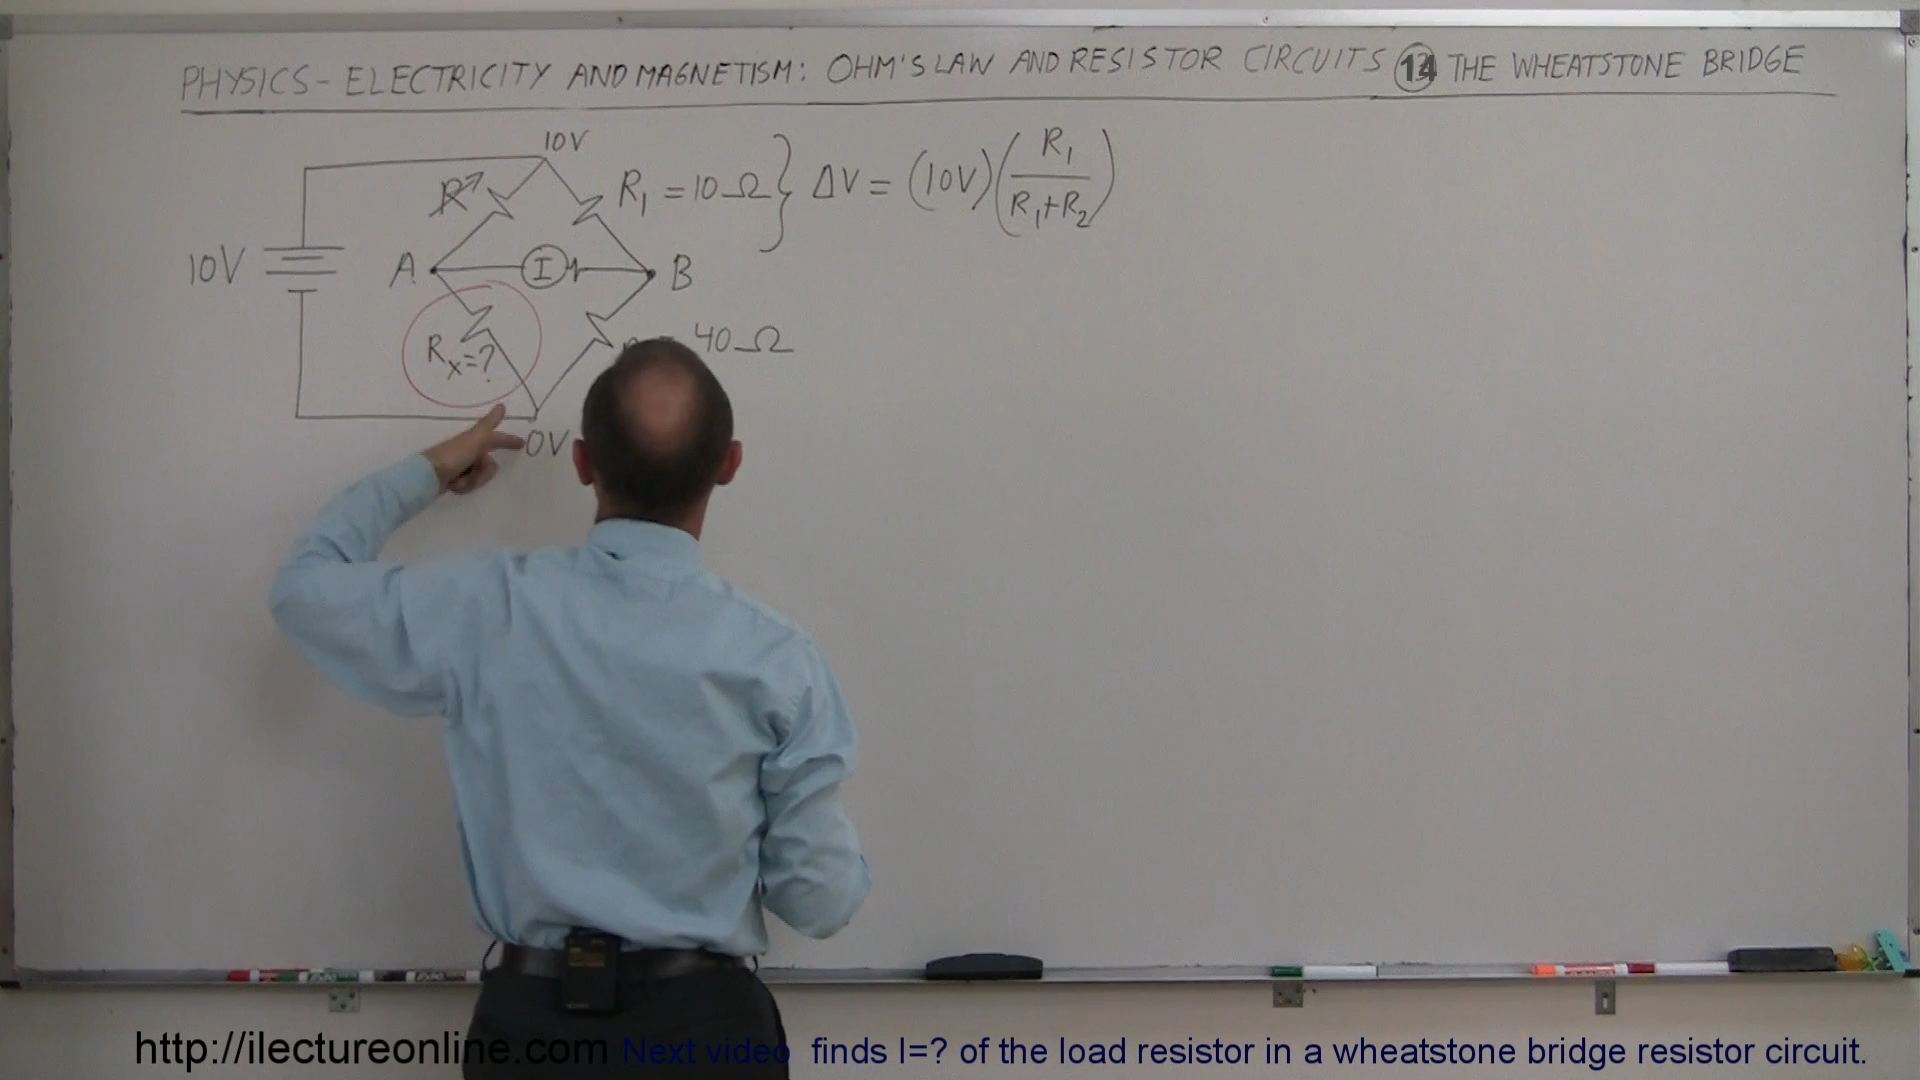 PHYSICS - ELECTRICITY AND MAGNETISM: OHM'S LAW AND RESISTOR CIRCUITS 14 THE WHEATSTONE BRIDGE
10V
R
R₁ = 10 Ω } ΔV = (10V) (R₁ / R₁+R₂)
10V
A
I
B
Rₓ=?
40 Ω
0V
http://ilectureonline.com Next video finds I=? of the load resistor in a wheatstone bridge resistor circuit.